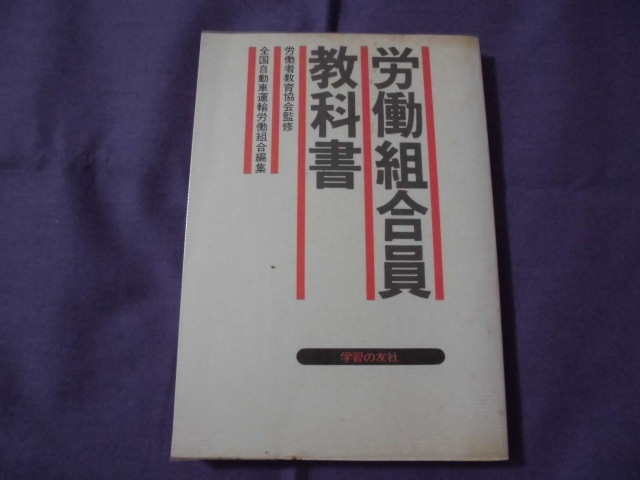 労働組合員
教科書
労働者教育協会監修
全国自動車運輸労働組合編集
学習の友社